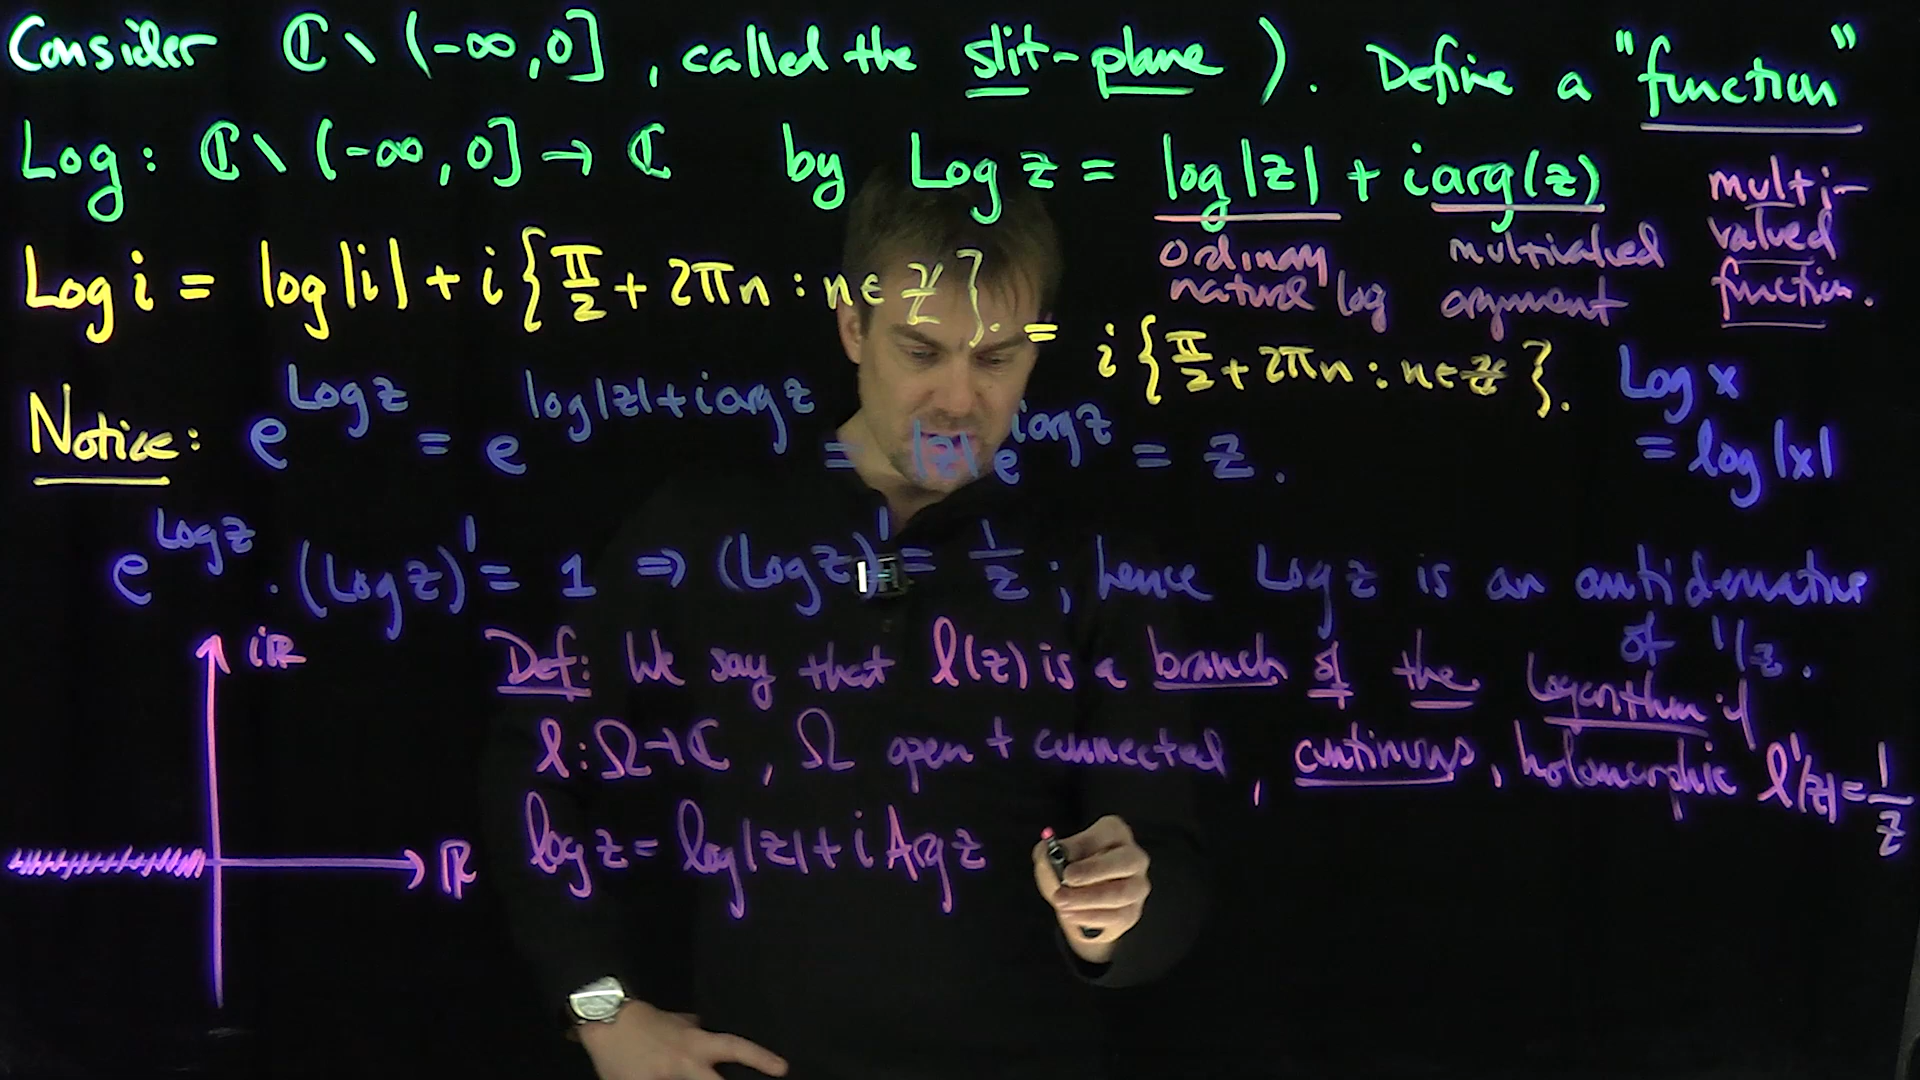 Consider ℂ \ (-∞, 0], called the slit-plane). Define a "function"
Log: ℂ \ (-∞, 0] → ℂ by Log z = log|z| + i arg(z)
ordinary natural log
multivalued argument
multi-valued function.
Log i = log|i| + i{π/2 + 2πn : n∈ℤ}. = i{π/2 + 2πn : n∈ℤ}.
Log x
= log|x|
Notice: e^{Log z} = e^{log|z| + i arg z} = |z| e^{i arg z} = z.
e^{Log z} · (Log z)' = 1 ⇒ (Log z)' = 1/z ; hence Log z is an antiderivative
of 1/z.
iℝ
ℝ
Def: We say that l(z) is a branch of the logarithm if
l: Ω → ℂ, Ω open + connected, continuous, holomorphic l'(z) = 1/z
log z = log|z| + i Arg z